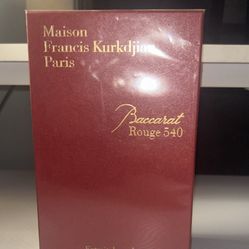 Maison
Francis Kurkdjian
Paris
Baccarat
Rouge 540